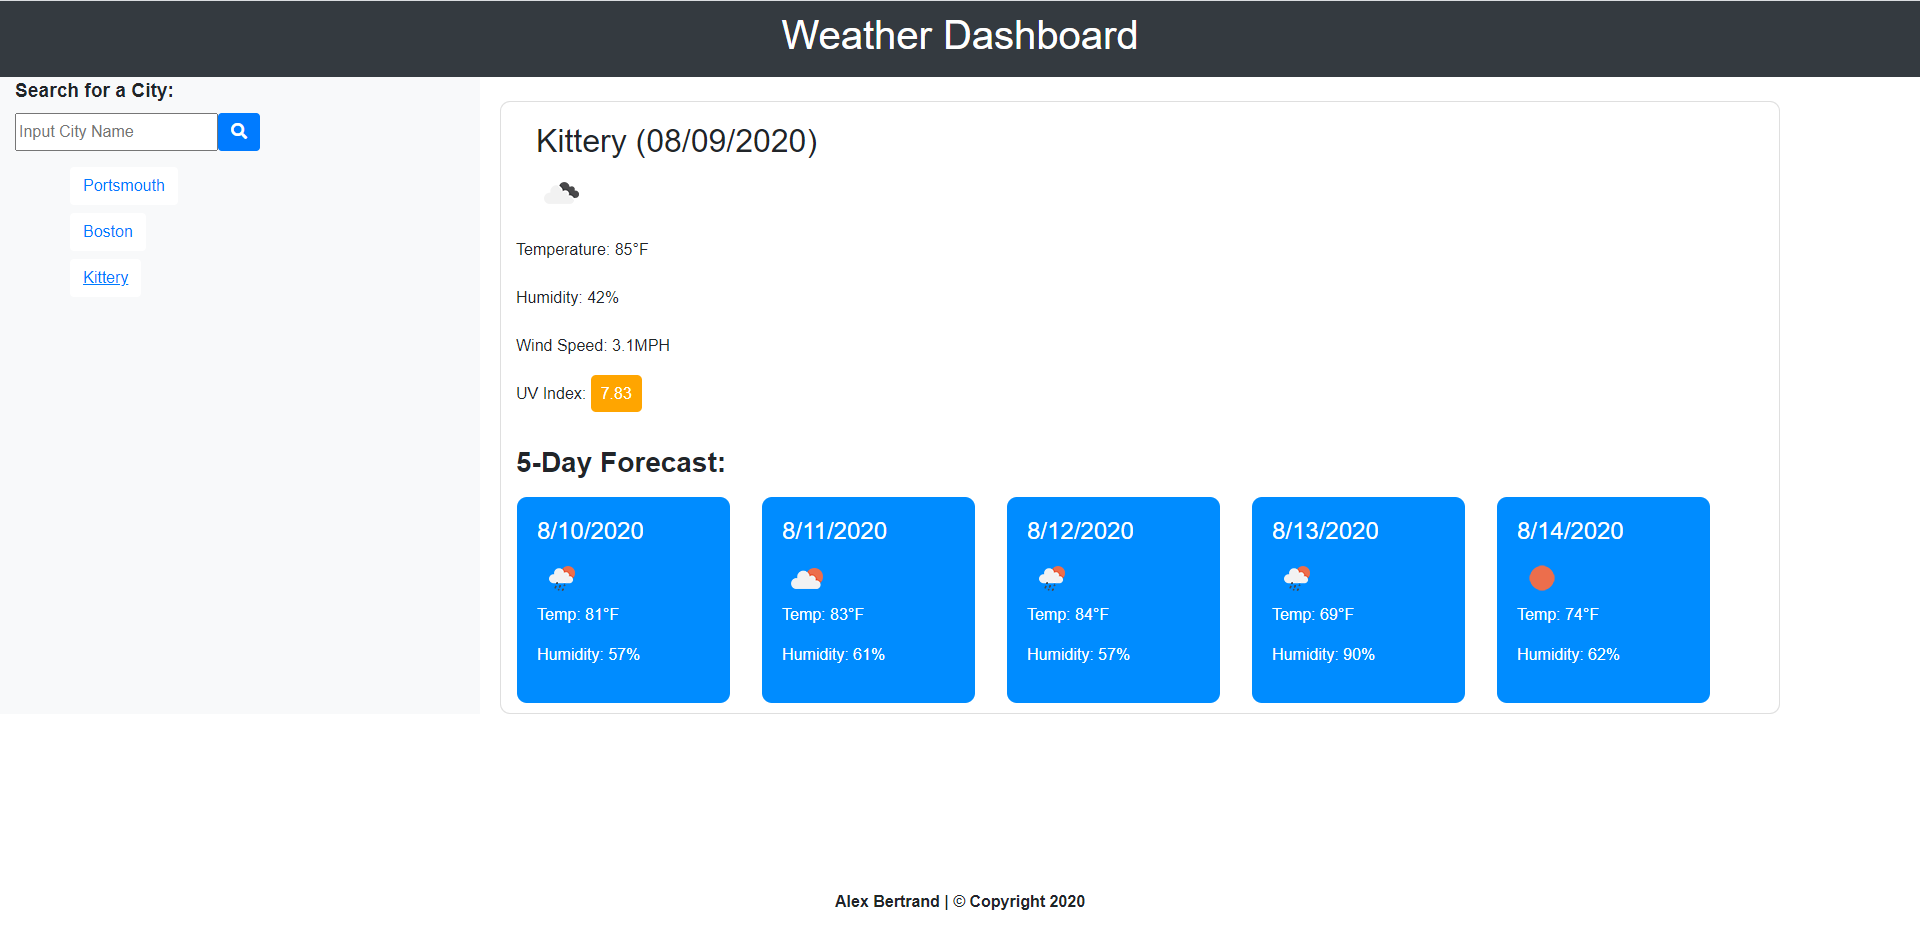 Weather Dashboard
Search for a City:
Input City Name
Portsmouth
Boston
Kittery
Kittery (08/09/2020)
Temperature: 85°F
Humidity: 42%
Wind Speed: 3.1MPH
UV Index: 7.83
5-Day Forecast:
8/10/2020
Temp: 81°F
Humidity: 57%
8/11/2020
Temp: 83°F
Humidity: 61%
8/12/2020
Temp: 84°F
Humidity: 57%
8/13/2020
Temp: 69°F
Humidity: 90%
8/14/2020
Temp: 74°F
Humidity: 62%
Alex Bertrand | © Copyright 2020